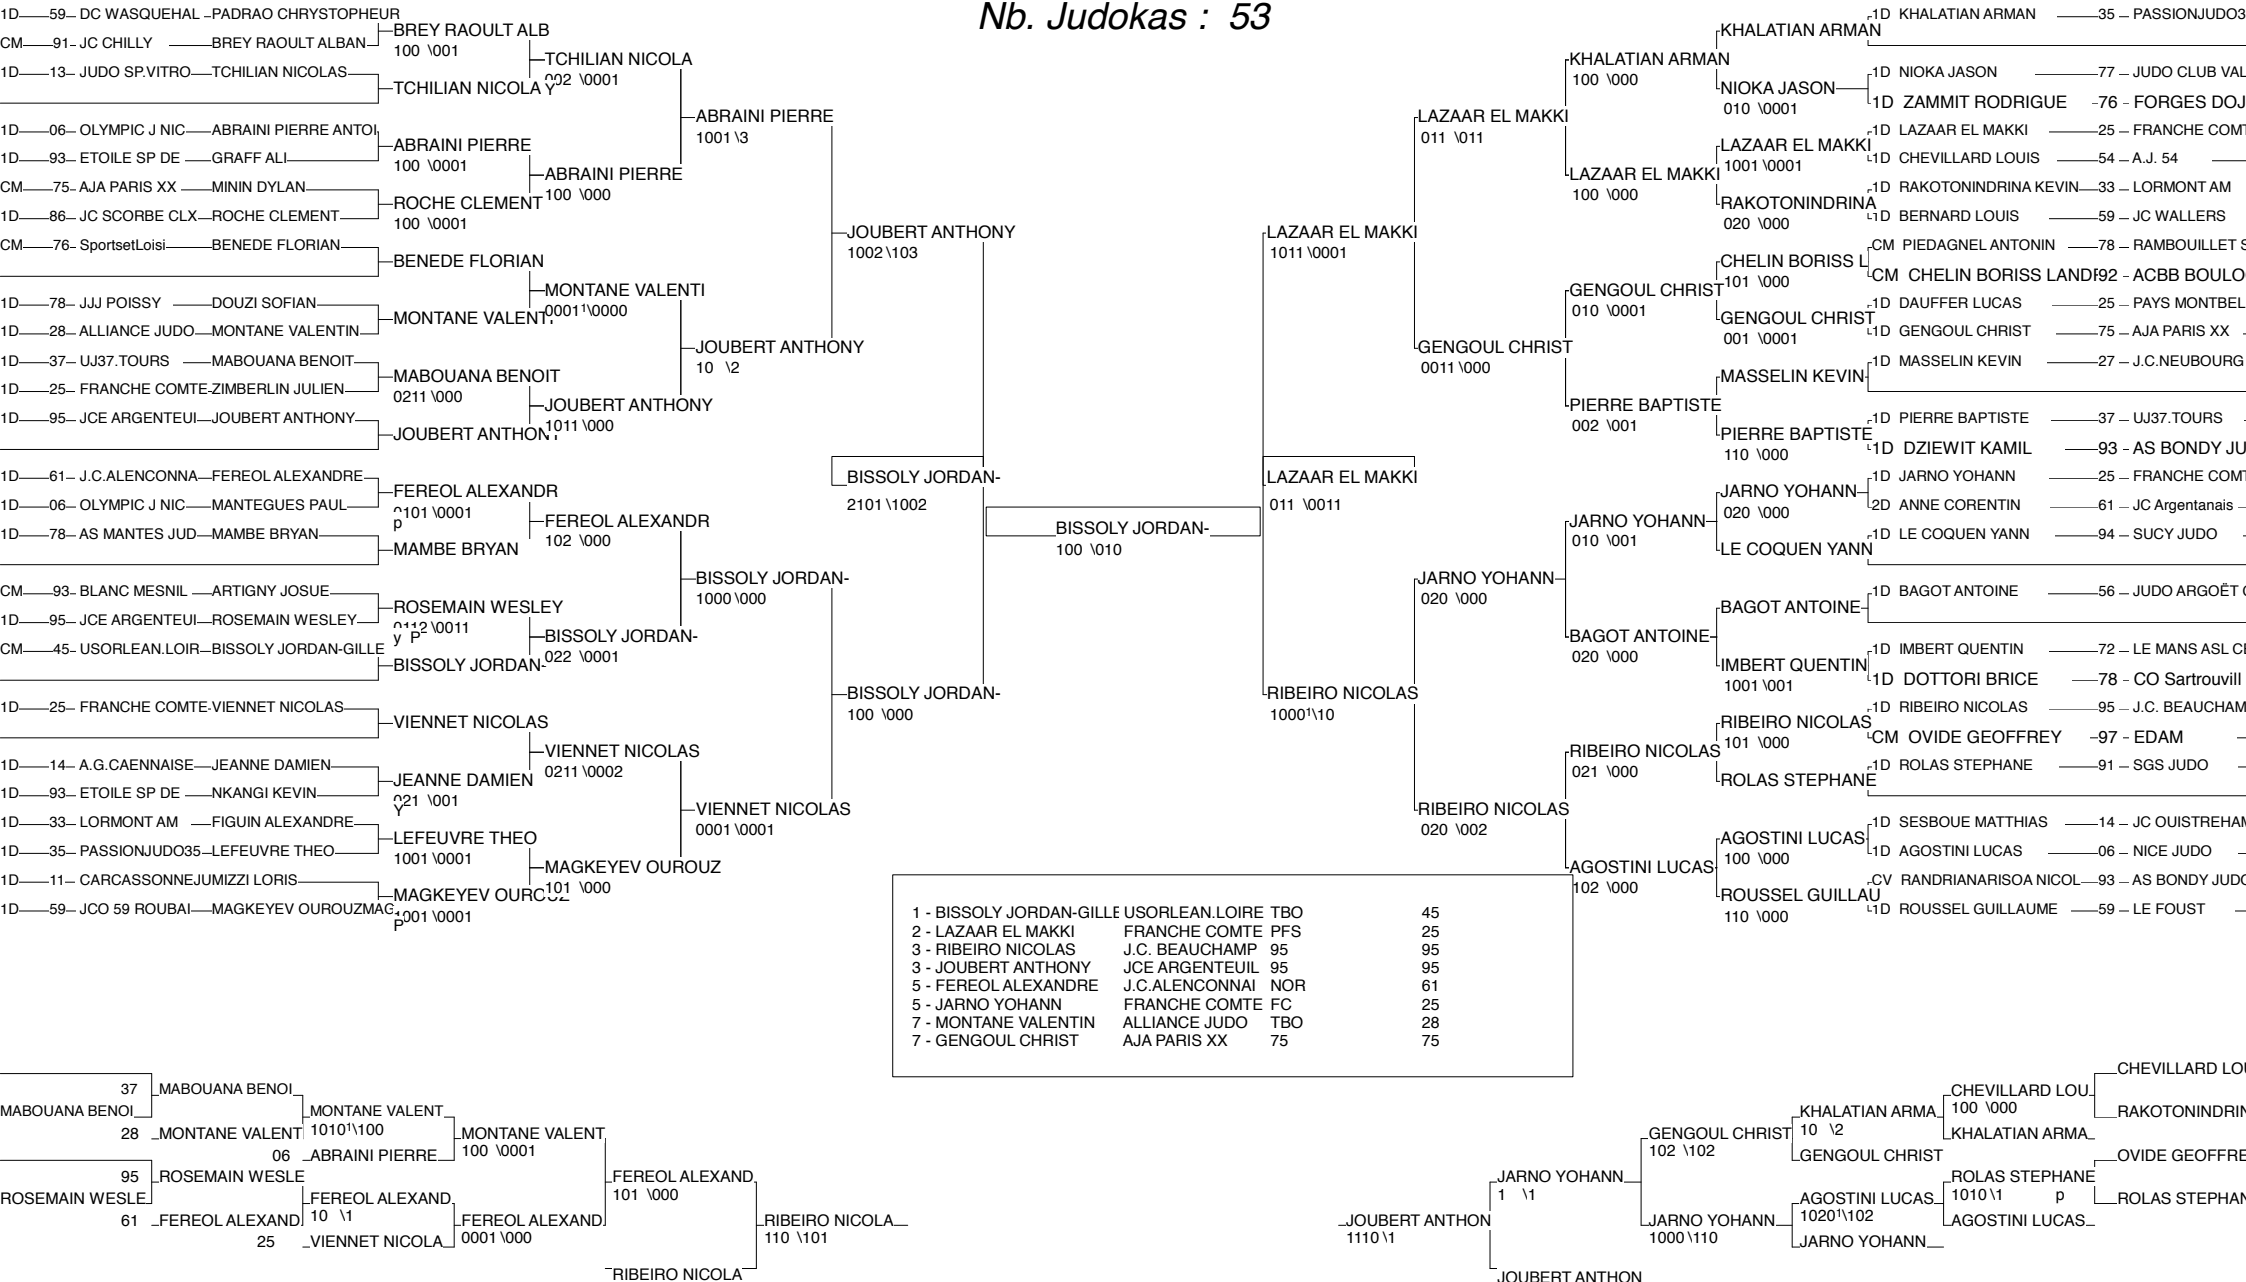 Nb. Judokas : 53
1D 59 DC WASQUEHAL PADRAO CHRYSTOPHEUR
CM 91 JC CHILLY BREY RAOULT ALBAN
1D 13 JUDO SP.VITRO TCHILIAN NICOLAS
1D 06 OLYMPIC J NIC ABRAINI PIERRE ANTOI
1D 93 ETOILE SP DE GRAFF ALI
CM 75 AJA PARIS XX MININ DYLAN
1D 86 JC SCORBE CLX ROCHE CLEMENT
CM 76 SportsetLoisi BENEDE FLORIAN
1D 78 JJJ POISSY DOUZI SOFIAN
1D 28 ALLIANCE JUDO MONTANE VALENTIN
1D 37 UJ37.TOURS MABOUANA BENOIT
1D 25 FRANCHE COMTE ZIMBERLIN JULIEN
1D 95 JCE ARGENTEUI JOUBERT ANTHONY
1D 61 J.C.ALENCONNA FEREOL ALEXANDRE
1D 06 OLYMPIC J NIC MANTEGUES PAUL
1D 78 AS MANTES JUD MAMBE BRYAN
CM 93 BLANC MESNIL ARTIGNY JOSUE
1D 95 JCE ARGENTEUI ROSEMAIN WESLEY
CM 45 USORLEAN.LOIR BISSOLY JORDAN-GILLE
1D 25 FRANCHE COMTE VIENNET NICOLAS
1D 14 A.G.CAENNAISE JEANNE DAMIEN
1D 93 ETOILE SP DE NKANGI KEVIN
1D 33 LORMONT AM FIGUIN ALEXANDRE
1D 35 PASSIONJUDO35 LEFEUVRE THEO
1D 11 CARCASSONNEJU MIZZI LORIS
1D 59 JCO 59 ROUBAI MAGKEYEV OUROUZMAG
BREY RAOULT ALB
100 \001
TCHILIAN NICOLA Y
ABRAINI PIERRE
100 \0001
ROCHE CLEMENT
100 \0001
BENEDE FLORIAN
MONTANE VALENTI
MABOUANA BENOIT
0211 \000
JOUBERT ANTHONY
FEREOL ALEXANDR
0101 \0001
p
MAMBE BRYAN
ROSEMAIN WESLEY
0112 \0011
y P
BISSOLY JORDAN-
VIENNET NICOLAS
JEANNE DAMIEN
021 \001
Y
LEFEUVRE THEO
1001 \0001
MAGKEYEV OUROUZ
1001 \0001
P
TCHILIAN NICOLA
002 \0001
ABRAINI PIERRE
100 \000
MONTANE VALENTI
0001¹\0000
JOUBERT ANTHONY
1011 \000
FEREOL ALEXANDR
102 \000
BISSOLY JORDAN-
022 \0001
VIENNET NICOLAS
0211 \0002
MAGKEYEV OUROUZ
101 \000
ABRAINI PIERRE
1001 \3
JOUBERT ANTHONY
10 \2
BISSOLY JORDAN-
1000 \000
VIENNET NICOLAS
0001 \0001
JOUBERT ANTHONY
1002 \103
BISSOLY JORDAN-
2101 \1002
BISSOLY JORDAN-
100 \000
BISSOLY JORDAN-
100 \010
LAZAAR EL MAKKI
1011 \0001
LAZAAR EL MAKKI
011 \0011
RIBEIRO NICOLAS
1000¹\10
LAZAAR EL MAKKI
011 \011
GENGOUL CHRIST
0011 \000
JARNO YOHANN
020 \000
RIBEIRO NICOLAS
020 \002
KHALATIAN ARMAN
100 \000
LAZAAR EL MAKKI
100 \000
GENGOUL CHRIST
010 \0001
PIERRE BAPTISTE
002 \001
JARNO YOHANN
010 \001
BAGOT ANTOINE
020 \000
RIBEIRO NICOLAS
021 \000
AGOSTINI LUCAS
102 \000
KHALATIAN ARMAN
NIOKA JASON
010 \0001
LAZAAR EL MAKKI
1001 \0001
RAKOTONINDRINA
020 \000
CHELIN BORISS L
101 \000
GENGOUL CHRIST
001 \0001
MASSELIN KEVIN
PIERRE BAPTISTE
110 \000
JARNO YOHANN
020 \000
LE COQUEN YANN
BAGOT ANTOINE
IMBERT QUENTIN
1001 \001
RIBEIRO NICOLAS
101 \000
ROLAS STEPHANE
AGOSTINI LUCAS
100 \000
ROUSSEL GUILLAU
110 \000
1D KHALATIAN ARMAN 35 – PASSIONJUDO3
1D NIOKA JASON 77 – JUDO CLUB VAL
1D ZAMMIT RODRIGUE -76 – FORGES DOJ
1D LAZAAR EL MAKKI 25 – FRANCHE COMT
1D CHEVILLARD LOUIS 54 – A.J. 54
1D RAKOTONINDRINA KEVIN 33 – LORMONT AM
1D BERNARD LOUIS 59 – JC WALLERS
CM PIEDAGNEL ANTONIN 78 – RAMBOUILLET S
CM CHELIN BORISS LANDR 92 - ACBB BOULO
1D DAUFFER LUCAS 25 – PAYS MONTBEL
1D GENGOUL CHRIST 75 – AJA PARIS XX
1D MASSELIN KEVIN 27 – J.C.NEUBOURG
1D PIERRE BAPTISTE 37 – UJ37.TOURS
1D DZIEWIT KAMIL 93 - AS BONDY JU
1D JARNO YOHANN 25 – FRANCHE COMT
2D ANNE CORENTIN 61 – JC Argentanais
1D LE COQUEN YANN 94 – SUCY JUDO
1D BAGOT ANTOINE 56 – JUDO ARGOËT
1D IMBERT QUENTIN 72 – LE MANS ASL CE
1D DOTTORI BRICE 78 - CO Sartrouvill
1D RIBEIRO NICOLAS 95 – J.C. BEAUCHAM
CM OVIDE GEOFFREY 97 - EDAM
1D ROLAS STEPHANE 91 – SGS JUDO
1D SESBOUE MATTHIAS 14 – JC OUISTREHAM
1D AGOSTINI LUCAS 06 – NICE JUDO
CV RANDRIANARISOA NICOL 93 – AS BONDY JUDO
1D ROUSSEL GUILLAUME 59 – LE FOUST
1 - BISSOLY JORDAN-GILLE USORLEAN.LOIRE TBO 45
2 - LAZAAR EL MAKKI FRANCHE COMTE PFS 25
3 - RIBEIRO NICOLAS J.C. BEAUCHAMP 95 95
3 - JOUBERT ANTHONY JCE ARGENTEUIL 95 95
5 - FEREOL ALEXANDRE J.C.ALENCONNAI NOR 61
5 - JARNO YOHANN FRANCHE COMTE FC 25
7 - MONTANE VALENTIN ALLIANCE JUDO TBO 28
7 - GENGOUL CHRIST AJA PARIS XX 75 75
MABOUANA BENOI
ROSEMAIN WESLE
37 MABOUANA BENOI
28 MONTANE VALENT
95 ROSEMAIN WESLE
61 FEREOL ALEXAND
MONTANE VALENT
1010¹\100
06 ABRAINI PIERRE
FEREOL ALEXAND
10 \1
25 VIENNET NICOLA
MONTANE VALENT
100 \0001
FEREOL ALEXAND
0001 \000
FEREOL ALEXAND
101 \000
RIBEIRO NICOLA
RIBEIRO NICOLA
110 \101
JOUBERT ANTHON
1110 \1
JARNO YOHANN
1 \1
JOUBERT ANTHON
GENGOUL CHRIST
102 \102
JARNO YOHANN
1000 \110
KHALATIAN ARMA
10 \2
GENGOUL CHRIST
AGOSTINI LUCAS
1020¹\102
JARNO YOHANN
CHEVILLARD LOU
100 \000
KHALATIAN ARMA
ROLAS STEPHANE
1010 \1 p
AGOSTINI LUCAS
CHEVILLARD LOU
RAKOTONINDRIN
OVIDE GEOFFRE
ROLAS STEPHAN